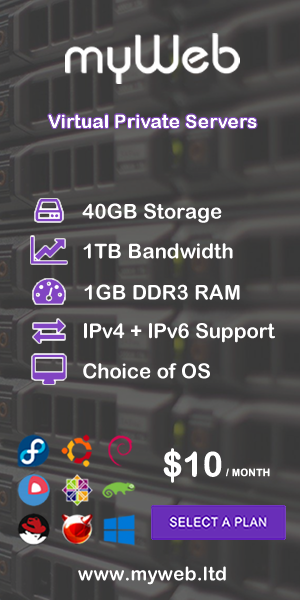 myWeb
Virtual Private Servers
40GB Storage
1TB Bandwidth
1GB DDR3 RAM
IPv4 + IPv6 Support
Choice of OS
$10 / MONTH
SELECT A PLAN
www.myweb.ltd